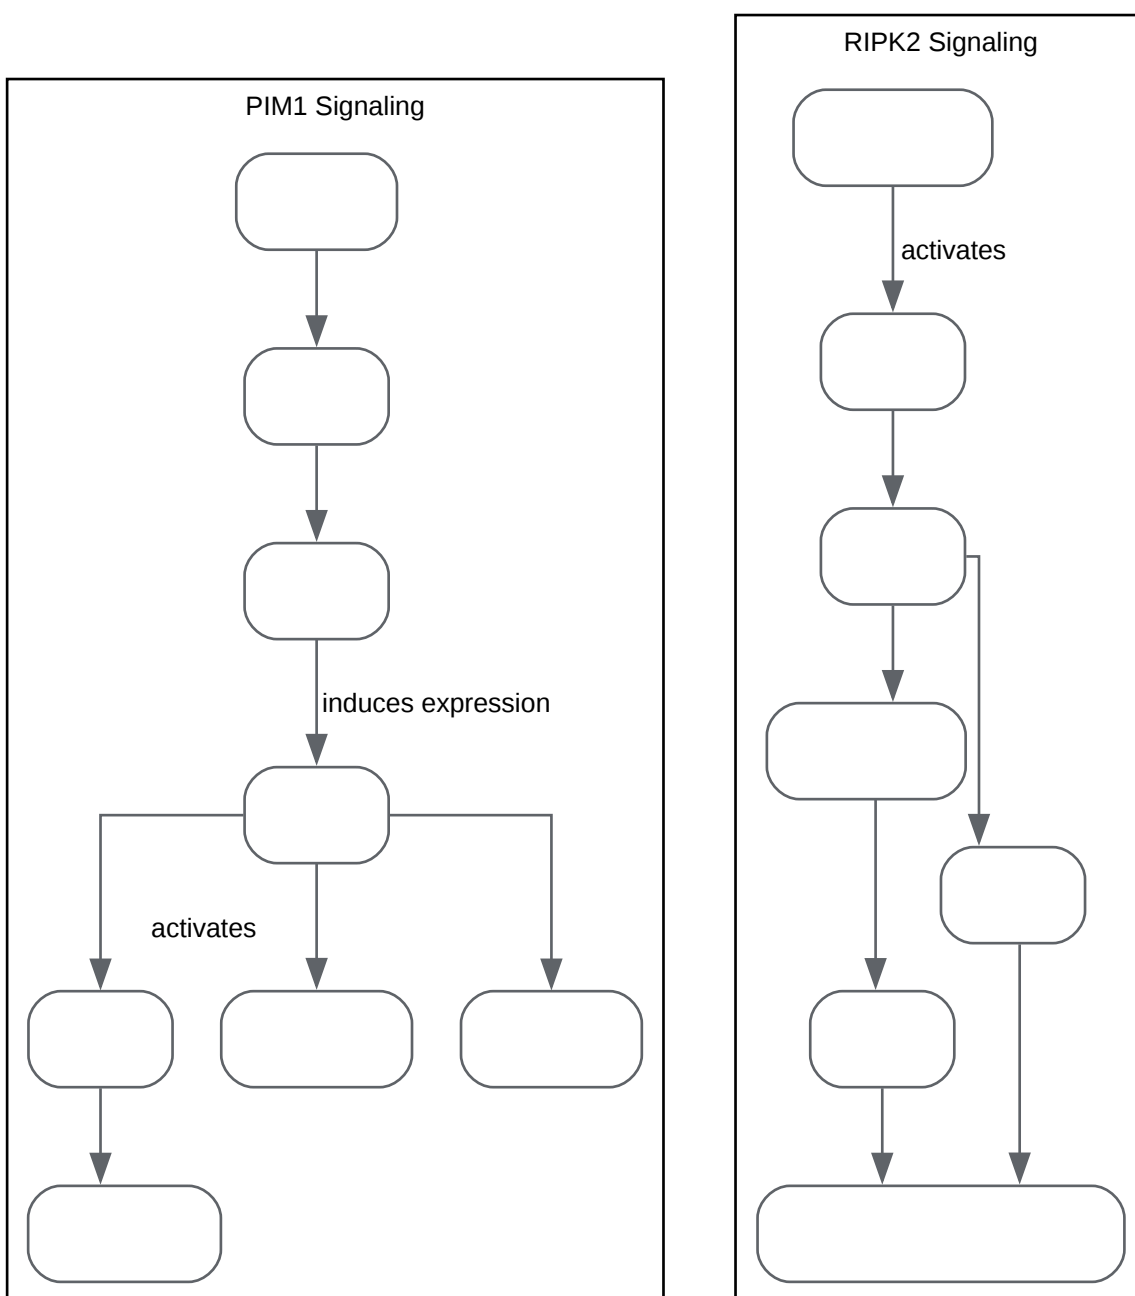 PIM1 Signaling
induces expression
activates
RIPK2 Signaling
activates